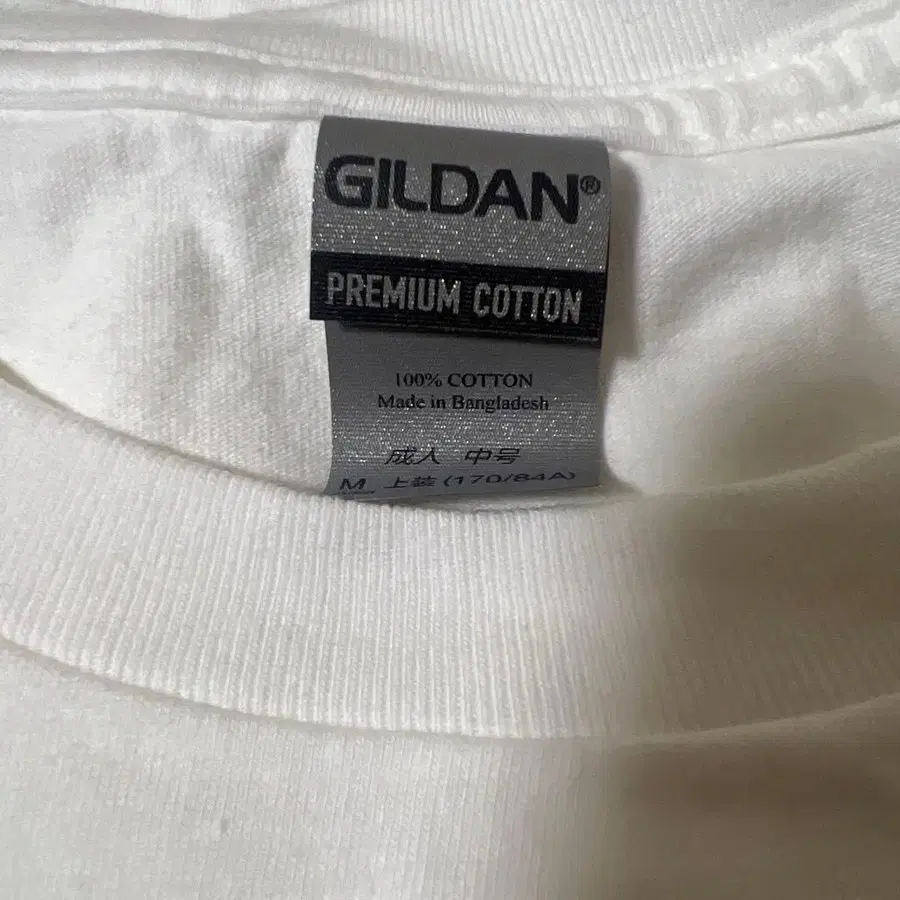 GILDAN®
PREMIUM COTTON
100% COTTON
Made in Bangladesh
成人 中号
M 上装(170/84A)